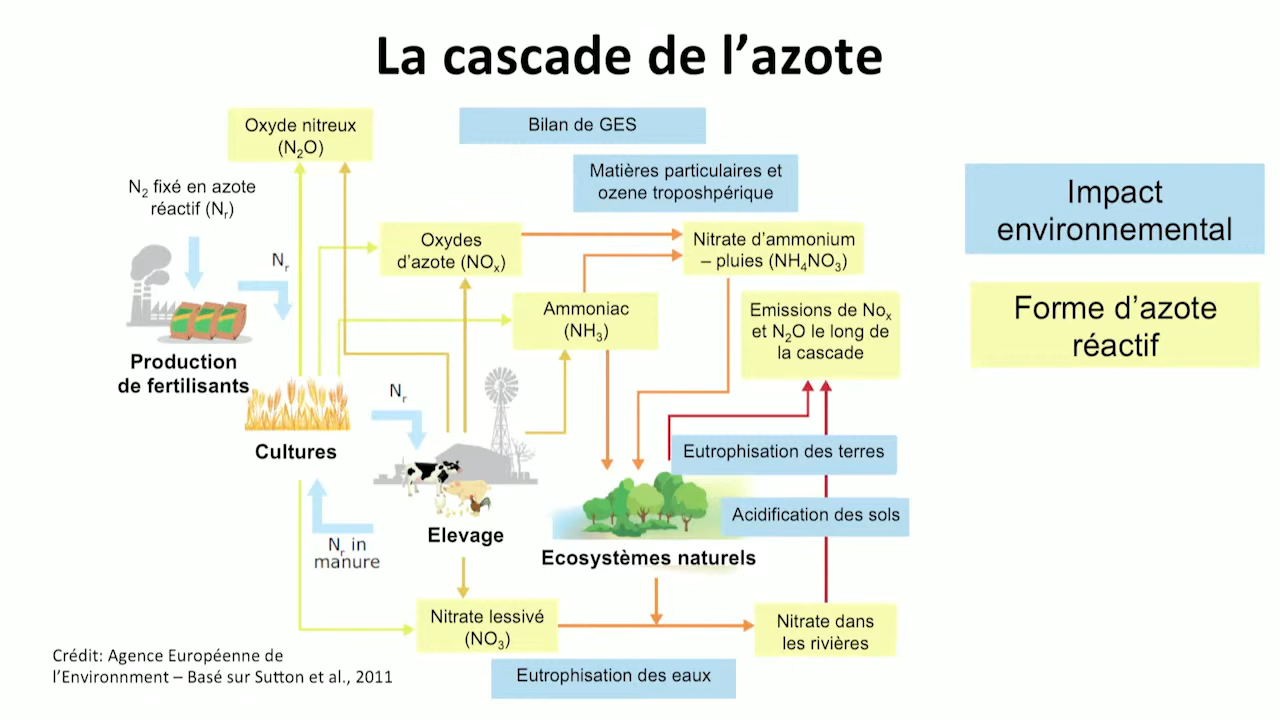 La cascade de l’azote
Oxyde nitreux
(N₂O)
Bilan de GES
Matières particulaires et
ozene troposhpérique
N₂ fixé en azote
réactif (Nᵣ)
Impact
environnemental
Oxydes
d’azote (NOₓ)
Nitrate d’ammonium
– pluies (NH₄NO₃)
Nᵣ
Ammoniac
(NH₃)
Emissions de Noₓ
et N₂O le long de
la cascade
Forme d’azote
réactif
Production
de fertilisants
Nᵣ
Cultures
Eutrophisation des terres
Acidification des sols
Elevage
Nᵣ in
manure
Ecosystèmes naturels
Nitrate lessivé
(NO₃)
Nitrate dans
les rivières
Crédit: Agence Européenne de
l’Environnment – Basé sur Sutton et al., 2011
Eutrophisation des eaux